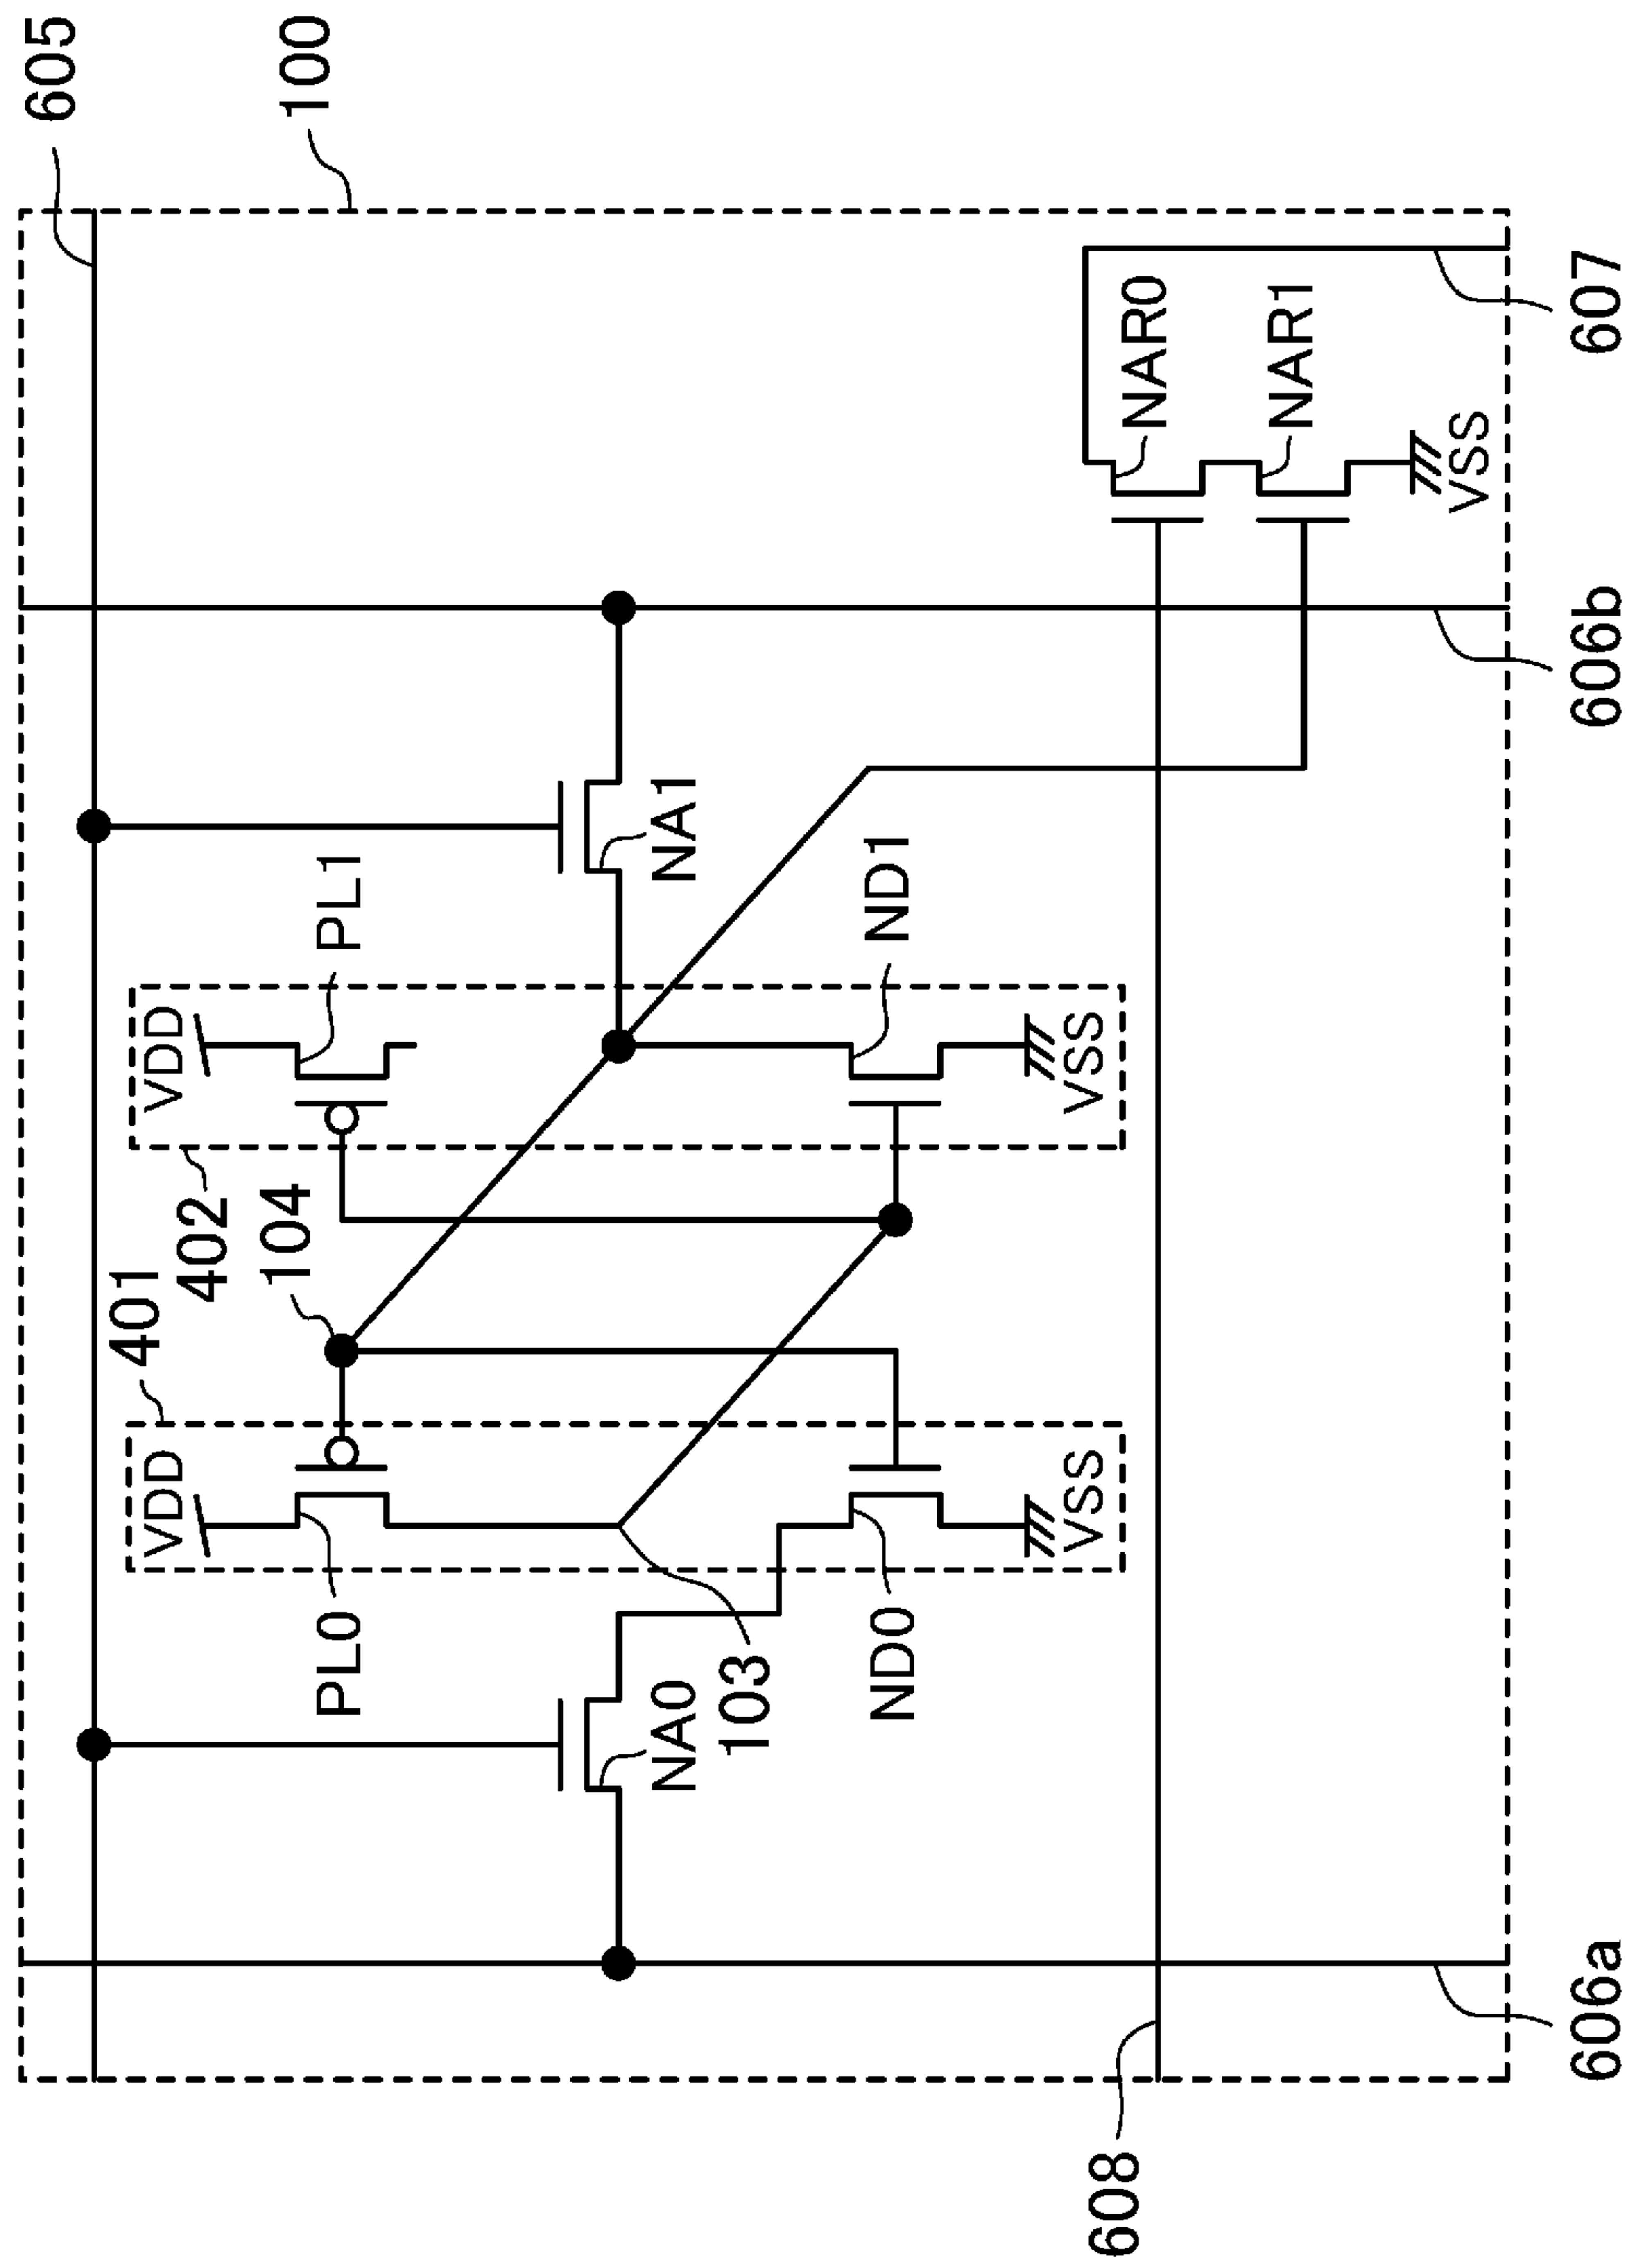 605
100
VDD
PL0
401
104
402
VDD
PL1
NA0
103
NA1
ND0
VSS
ND1
VSS
608
NAR0
NAR1
VSS
606a
606b
607